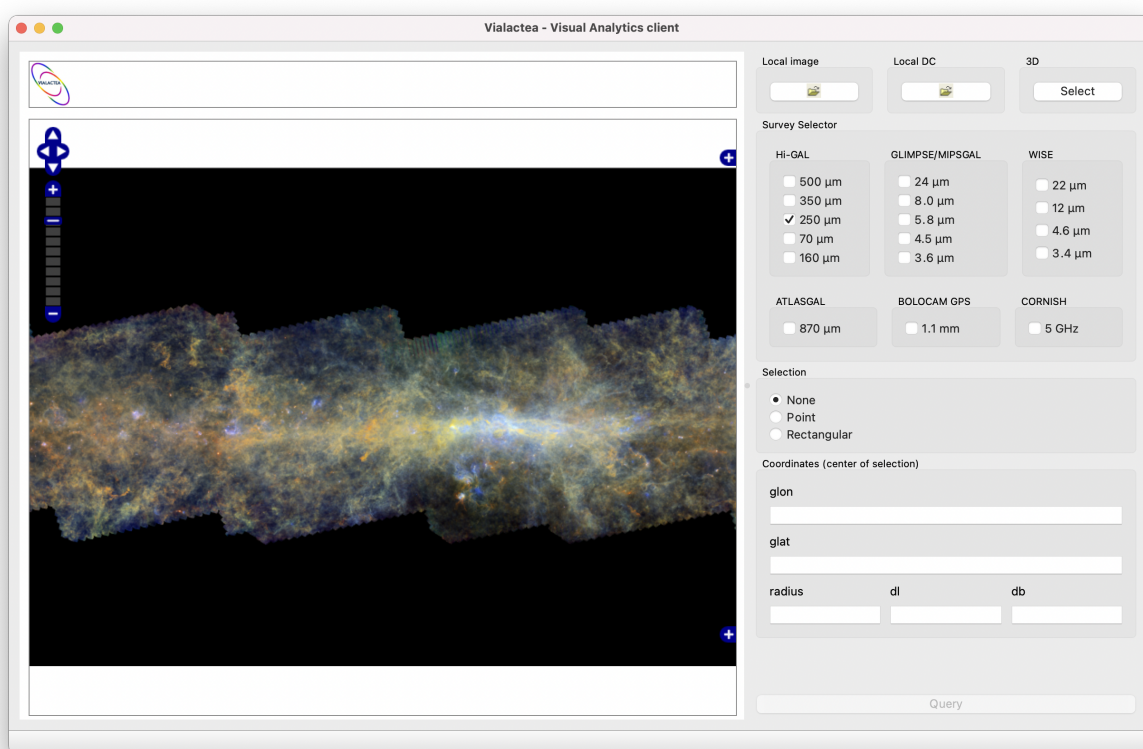 Vialactea - Visual Analytics client
VIALACTEA
Local image
Local DC
3D
Select
Survey Selector
Hi-GAL
500 µm
350 µm
250 µm
70 µm
160 µm
GLIMPSE/MIPSGAL
24 µm
8.0 µm
5.8 µm
4.5 µm
3.6 µm
WISE
22 µm
12 µm
4.6 µm
3.4 µm
ATLASGAL
870 µm
BOLOCAM GPS
1.1 mm
CORNISH
5 GHz
Selection
None
Point
Rectangular
Coordinates (center of selection)
glon
glat
radius
dl
db
Query